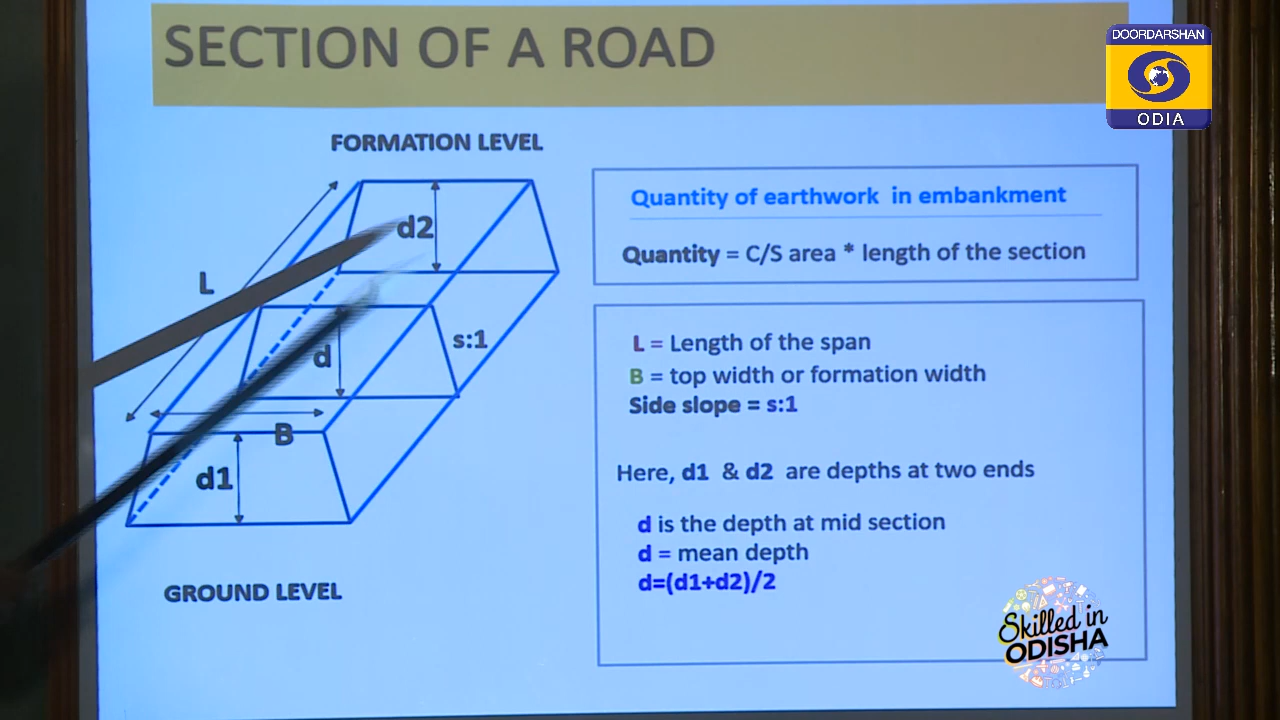 SECTION OF A ROAD
DOORDARSHAN
ODIA
FORMATION LEVEL
d2
L
d
s:1
B
d1
GROUND LEVEL
Quantity of earthwork in embankment
Quantity = C/S area * length of the section
L = Length of the span
B = top width or formation width
Side slope = s:1
Here, d1 & d2 are depths at two ends
d is the depth at mid section
d = mean depth
d=(d1+d2)/2
Skilled in
ODISHA